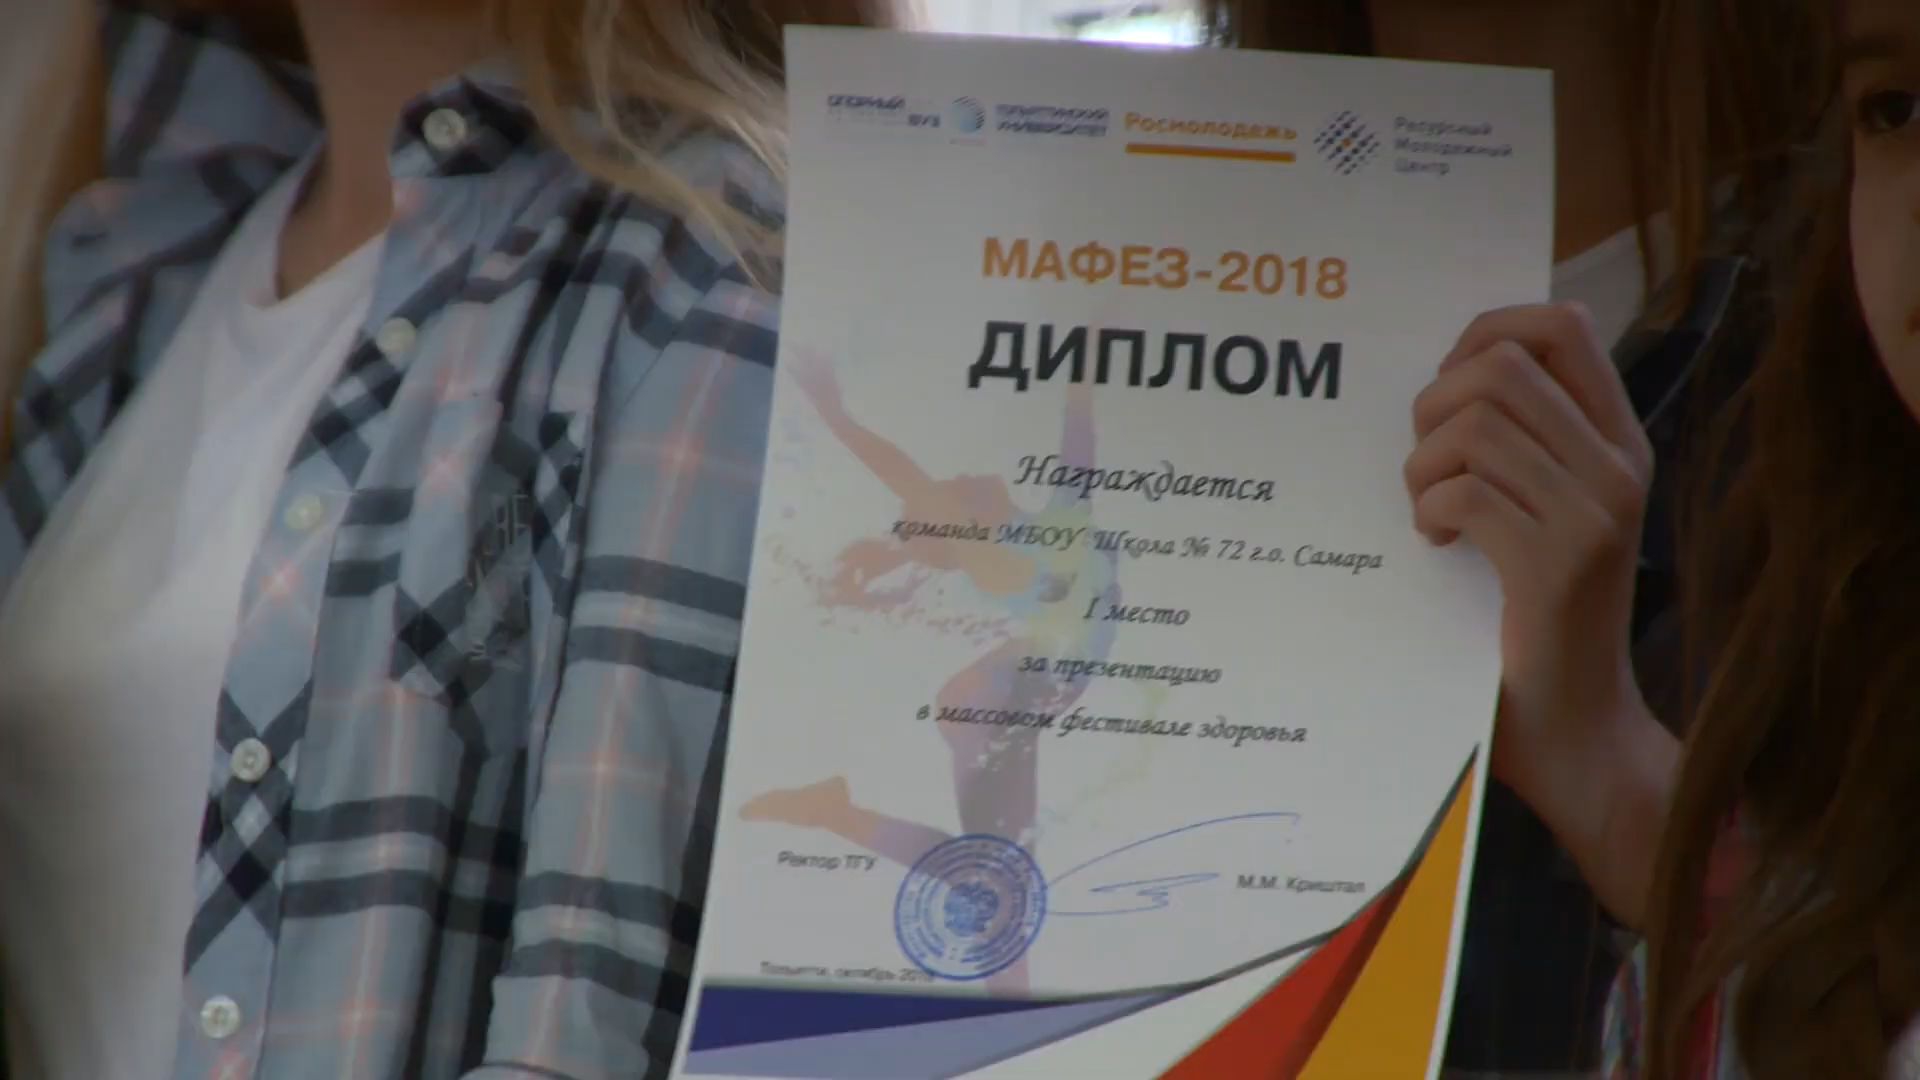 ОПОРНЫЙ
ВУЗ
ТОЛЬЯТТИНСКИЙ
УНИВЕРСИТЕТ
Росмолодежь
Ресурсный
Молодежный
Центр
МАФЕЗ-2018
ДИПЛОМ
Награждается
команда МБОУ Школа № 72 г.о. Самара
I место
за презентацию
в массовом фестивале здоровья
Ректор ТГУ
М.М. Криштал
Тольятти, октябрь 2018